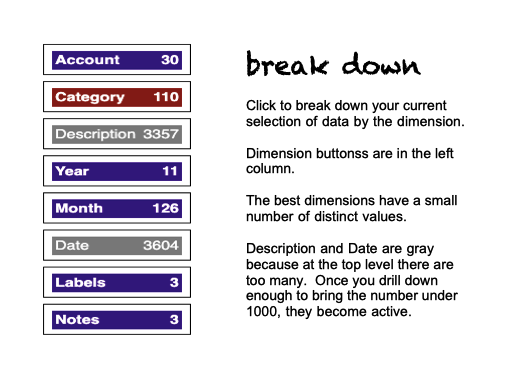 Account 30
Category 110
Description 3357
Year 11
Month 126
Date 3604
Labels 3
Notes 3
break down
Click to break down your current
selection of data by the dimension.
Dimension buttonss are in the left
column.
The best dimensions have a small
number of distinct values.
Description and Date are gray
because at the top level there are
too many.  Once you drill down
enough to bring the number under
1000, they become active.